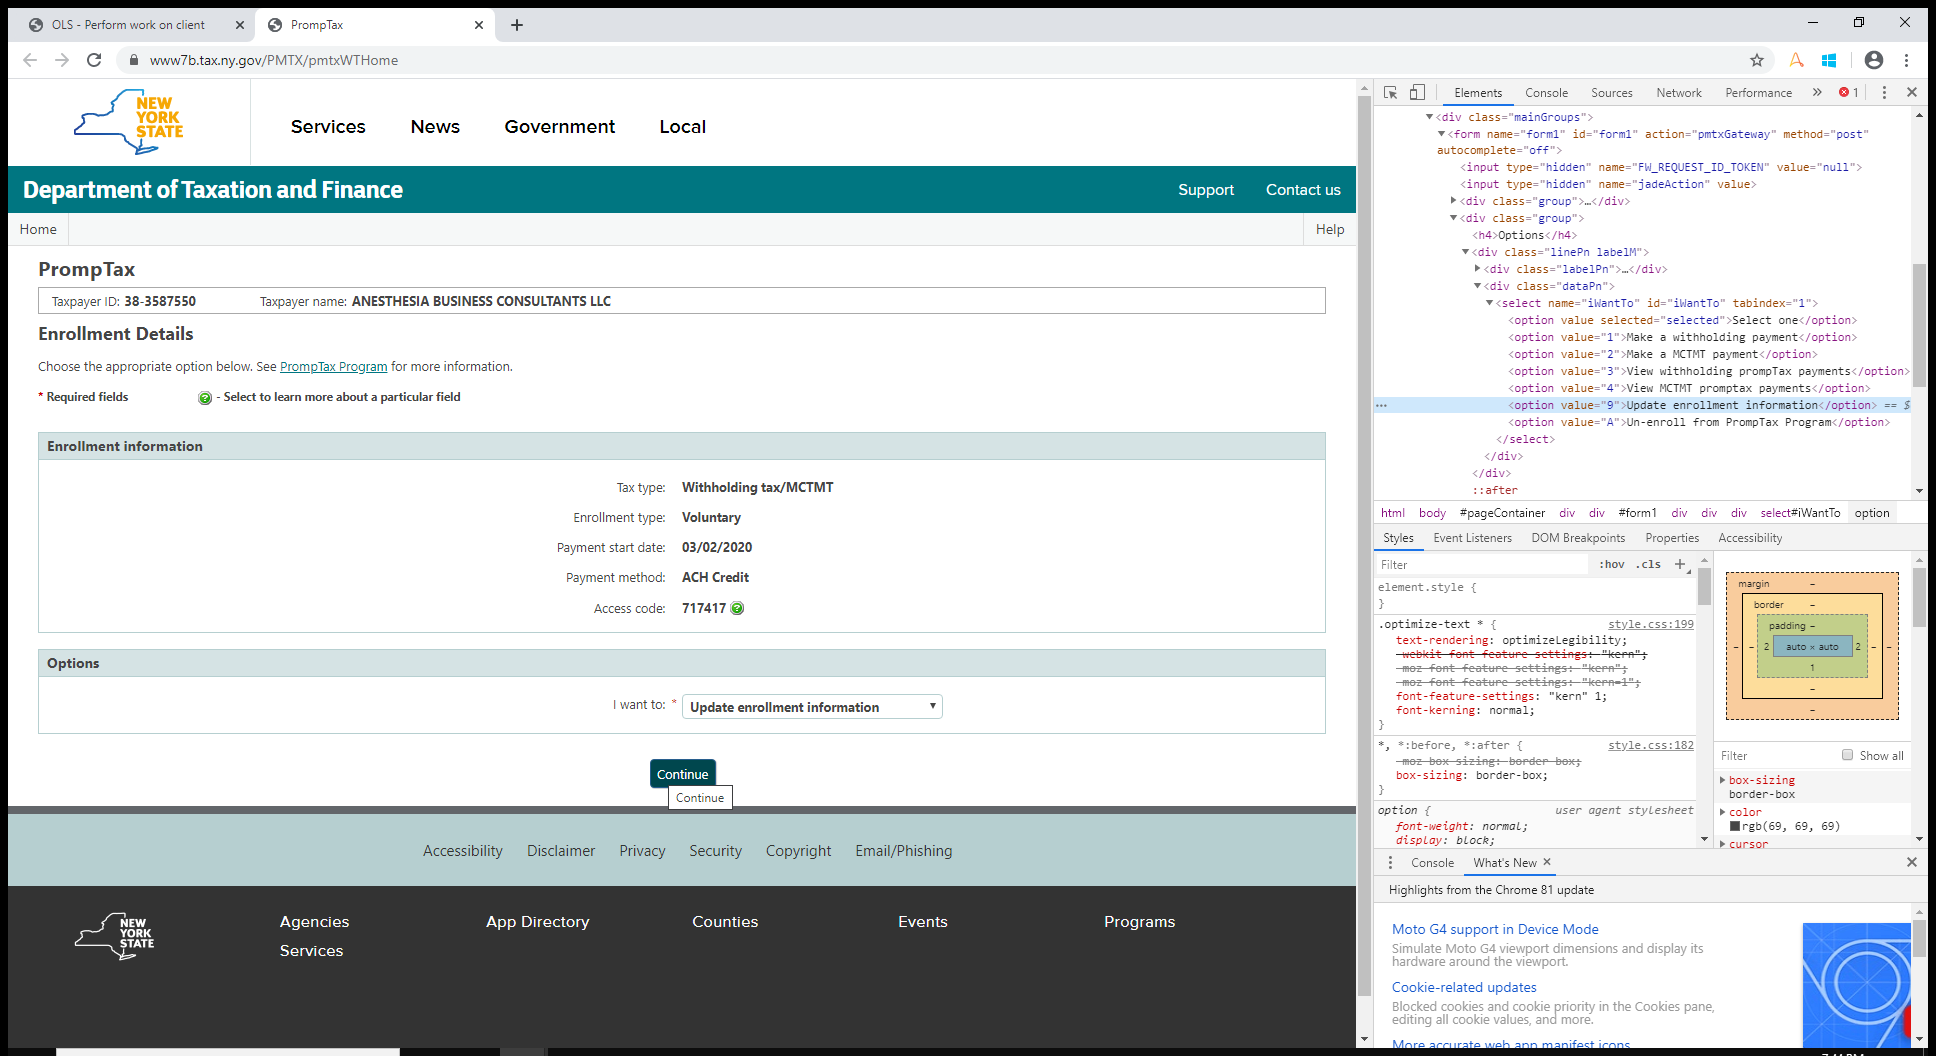 OLS - Perform work on client
PrompTax
www7b.tax.ny.gov/PMTX/pmtxWTHome
NEW
YORK
STATE
Services
News
Government
Local
Department of Taxation and Finance
Support
Contact us
Home
Help
PrompTax
Taxpayer ID: 38-3587550
Taxpayer name: ANESTHESIA BUSINESS CONSULTANTS LLC
Enrollment Details
Choose the appropriate option below. See PrompTax Program for more information.
* Required fields
? - Select to learn more about a particular field
Enrollment information
Tax type: Withholding tax/MCTMT
Enrollment type: Voluntary
Payment start date: 03/02/2020
Payment method: ACH Credit
Access code: 717417 ?
Options
I want to: * Update enrollment information
Continue
Continue
Accessibility
Disclaimer
Privacy
Security
Copyright
Email/Phishing
NEW
YORK
STATE
Agencies
App Directory
Counties
Events
Programs
Services
Elements
Console
Sources
Network
Performance
»
1
<div class="mainGroups">
<form name="form1" id="form1" action="pmtxGateway" method="post"
autocomplete="off">
<input type="hidden" name="FW_REQUEST_ID_TOKEN" value="null">
<input type="hidden" name="jadeAction" value>
<div class="group">…</div>
<div class="group">
<h4>Options</h4>
<div class="linePn labelM">
<div class="labelPn">…</div>
<div class="dataPn">
<select name="iWantTo" id="iWantTo" tabindex="1">
<option value selected="selected">Select one</option>
<option value="1">Make a withholding payment</option>
<option value="2">Make a MCTMT payment</option>
<option value="3">View withholding prompTax payments</option>
<option value="4">View MCTMT promptax payments</option>
<option value="9">Update enrollment information</option> == $
<option value="A">Un-enroll from PrompTax Program</option>
</select>
</div>
</div>
::after
html
body
#pageContainer
div
div
#form1
div
div
div
select#iWantTo
option
Styles
Event Listeners
DOM Breakpoints
Properties
Accessibility
Filter
:hov
.cls
+
element.style {
}
.optimize-text * {
style.css:199
text-rendering: optimizeLegibility;
-webkit-font-feature-settings: "kern";
-moz-font-feature-settings: "kern";
-moz-font-feature-settings: "kern=1";
font-feature-settings: "kern" 1;
font-kerning: normal;
}
*, *:before, *:after {
style.css:182
-moz-box-sizing: border-box;
box-sizing: border-box;
}
option {
user agent stylesheet
font-weight: normal;
display: block;
margin
–
border
–
padding –
– – 2 auto × auto 2 – –
1
–
–
Filter
Show all
box-sizing
border-box
color
rgb(69, 69, 69)
cursor
Console
What's New
Highlights from the Chrome 81 update
Moto G4 support in Device Mode
Simulate Moto G4 viewport dimensions and display its
hardware around the viewport.
Cookie-related updates
Blocked cookies and cookie priority in the Cookies pane,
editing all cookie values, and more.
More accurate web app manifest icons